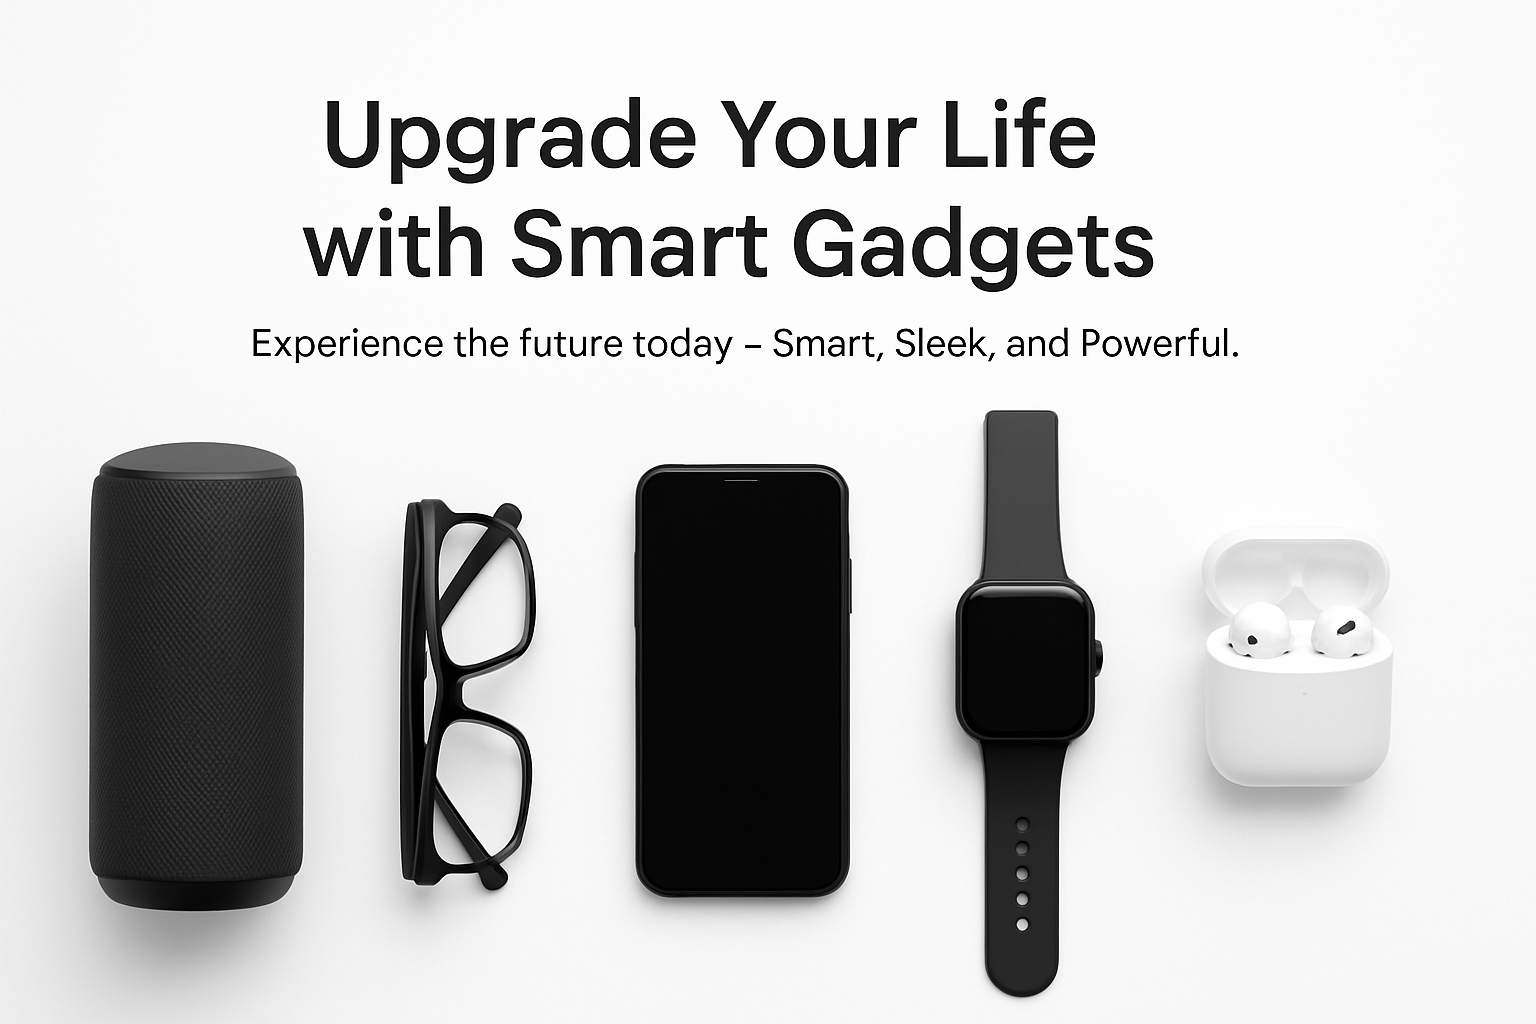 Upgrade Your Life
with Smart Gadgets
Experience the future today – Smart, Sleek, and Powerful.